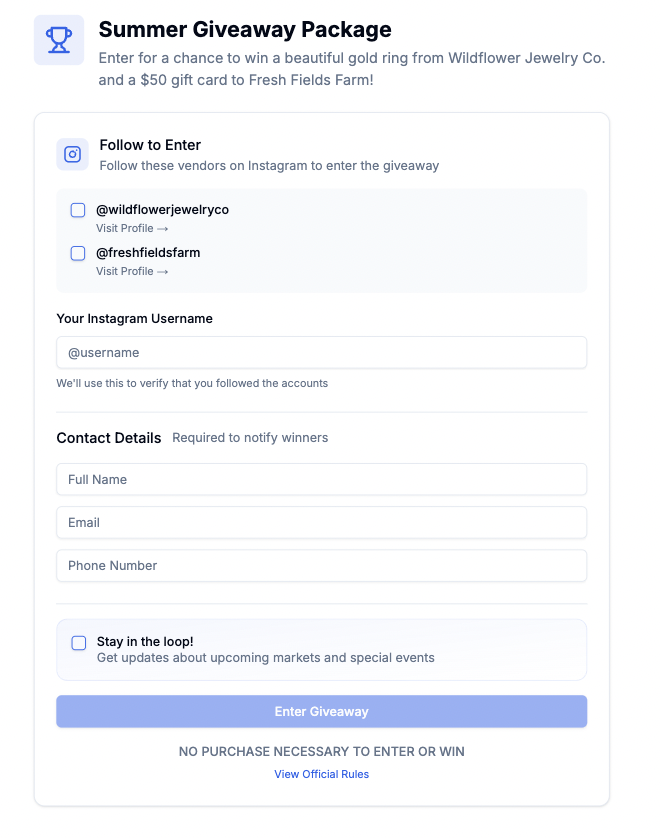 Summer Giveaway Package
Enter for a chance to win a beautiful gold ring from Wildflower Jewelry Co.
and a $50 gift card to Fresh Fields Farm!
Follow to Enter
Follow these vendors on Instagram to enter the giveaway
@wildflowerjewelryco
Visit Profile →
@freshfieldsfarm
Visit Profile →
Your Instagram Username
@username
We'll use this to verify that you followed the accounts
Contact Details Required to notify winners
Full Name
Email
Phone Number
Stay in the loop!
Get updates about upcoming markets and special events
Enter Giveaway
NO PURCHASE NECESSARY TO ENTER OR WIN
View Official Rules